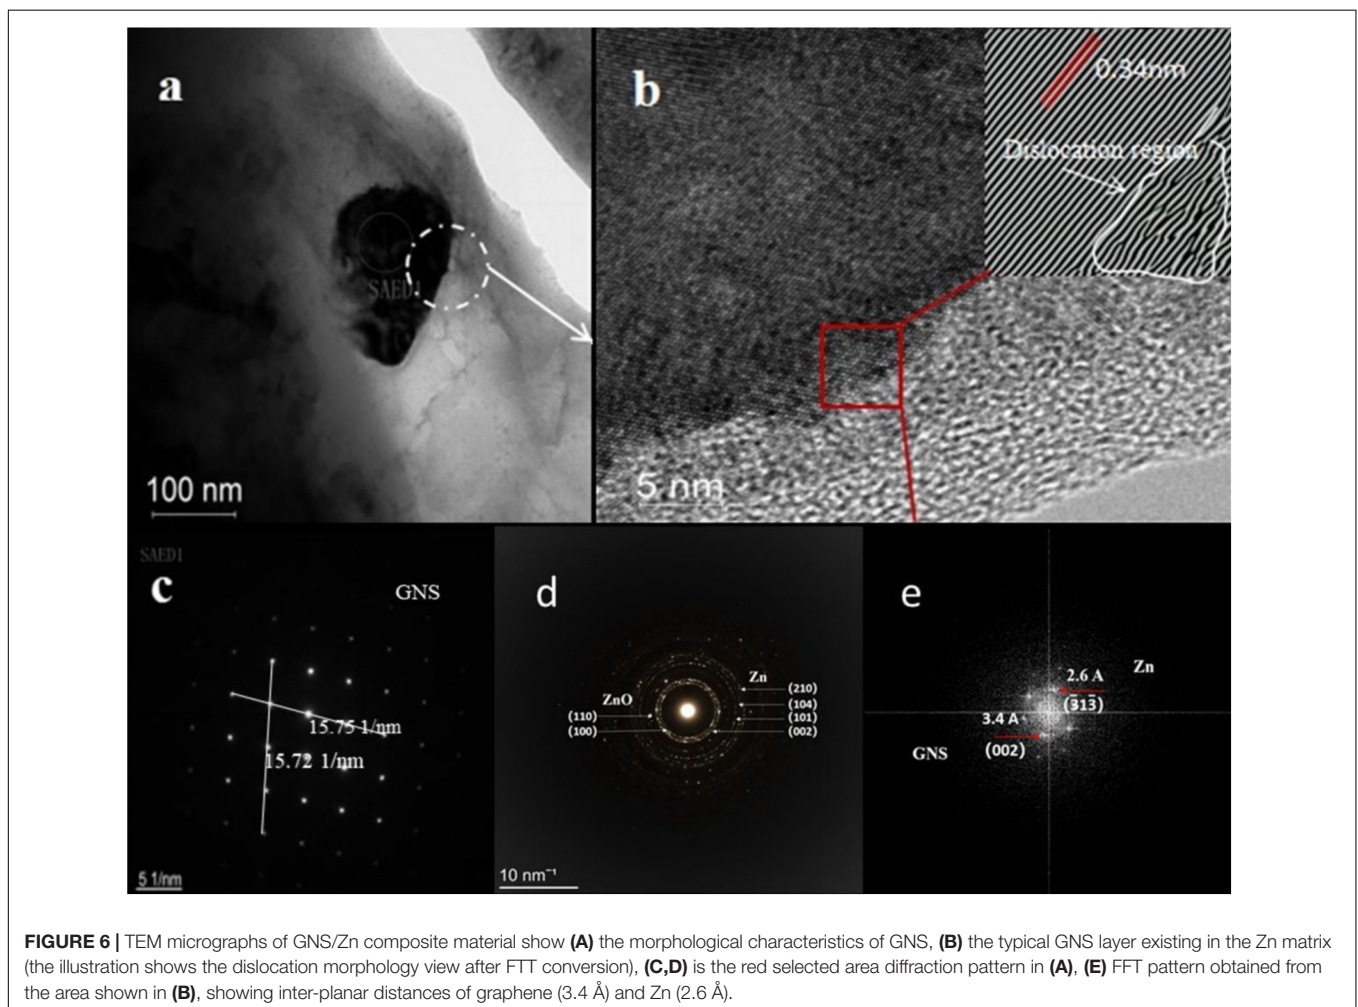 a
SAED1
100 nm
b
0.34nm
Dislocation region
5 nm
SAED1
c
GNS
15.75 1/nm
15.72 1/nm
5 1/nm
d
ZnO
Zn
(110)
(100)
(210)
(104)
(101)
(002)
10 nm⁻¹
e
Zn
2.6 A
(3̅13̅)
3.4 A
(002)
GNS
FIGURE 6 | TEM micrographs of GNS/Zn composite material show (A) the morphological characteristics of GNS, (B) the typical GNS layer existing in the Zn matrix
(the illustration shows the dislocation morphology view after FTT conversion), (C,D) is the red selected area diffraction pattern in (A), (E) FFT pattern obtained from
the area shown in (B), showing inter-planar distances of graphene (3.4 Å) and Zn (2.6 Å).